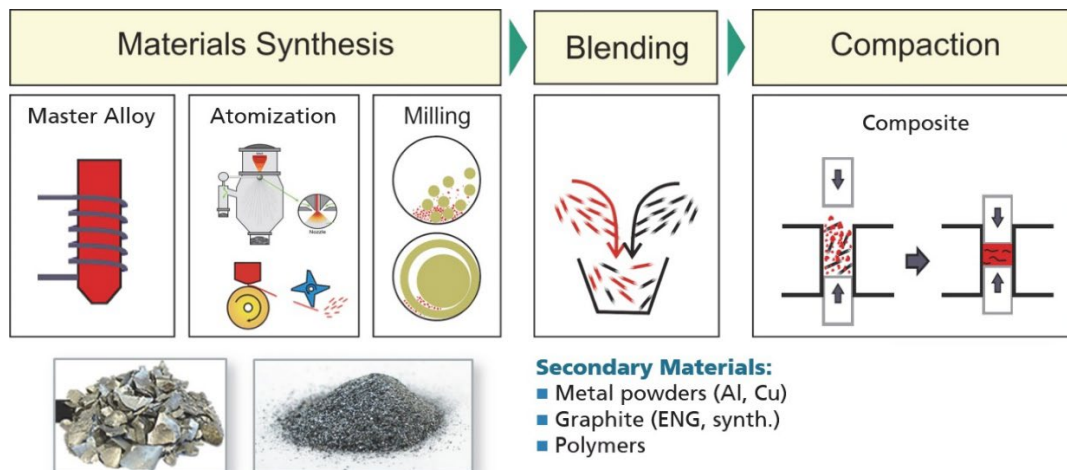 Materials Synthesis
Blending
Compaction
Master Alloy
Atomization
Milling
Composite
Nozzle
Secondary Materials:
■ Metal powders (Al, Cu)
■ Graphite (ENG, synth.)
■ Polymers